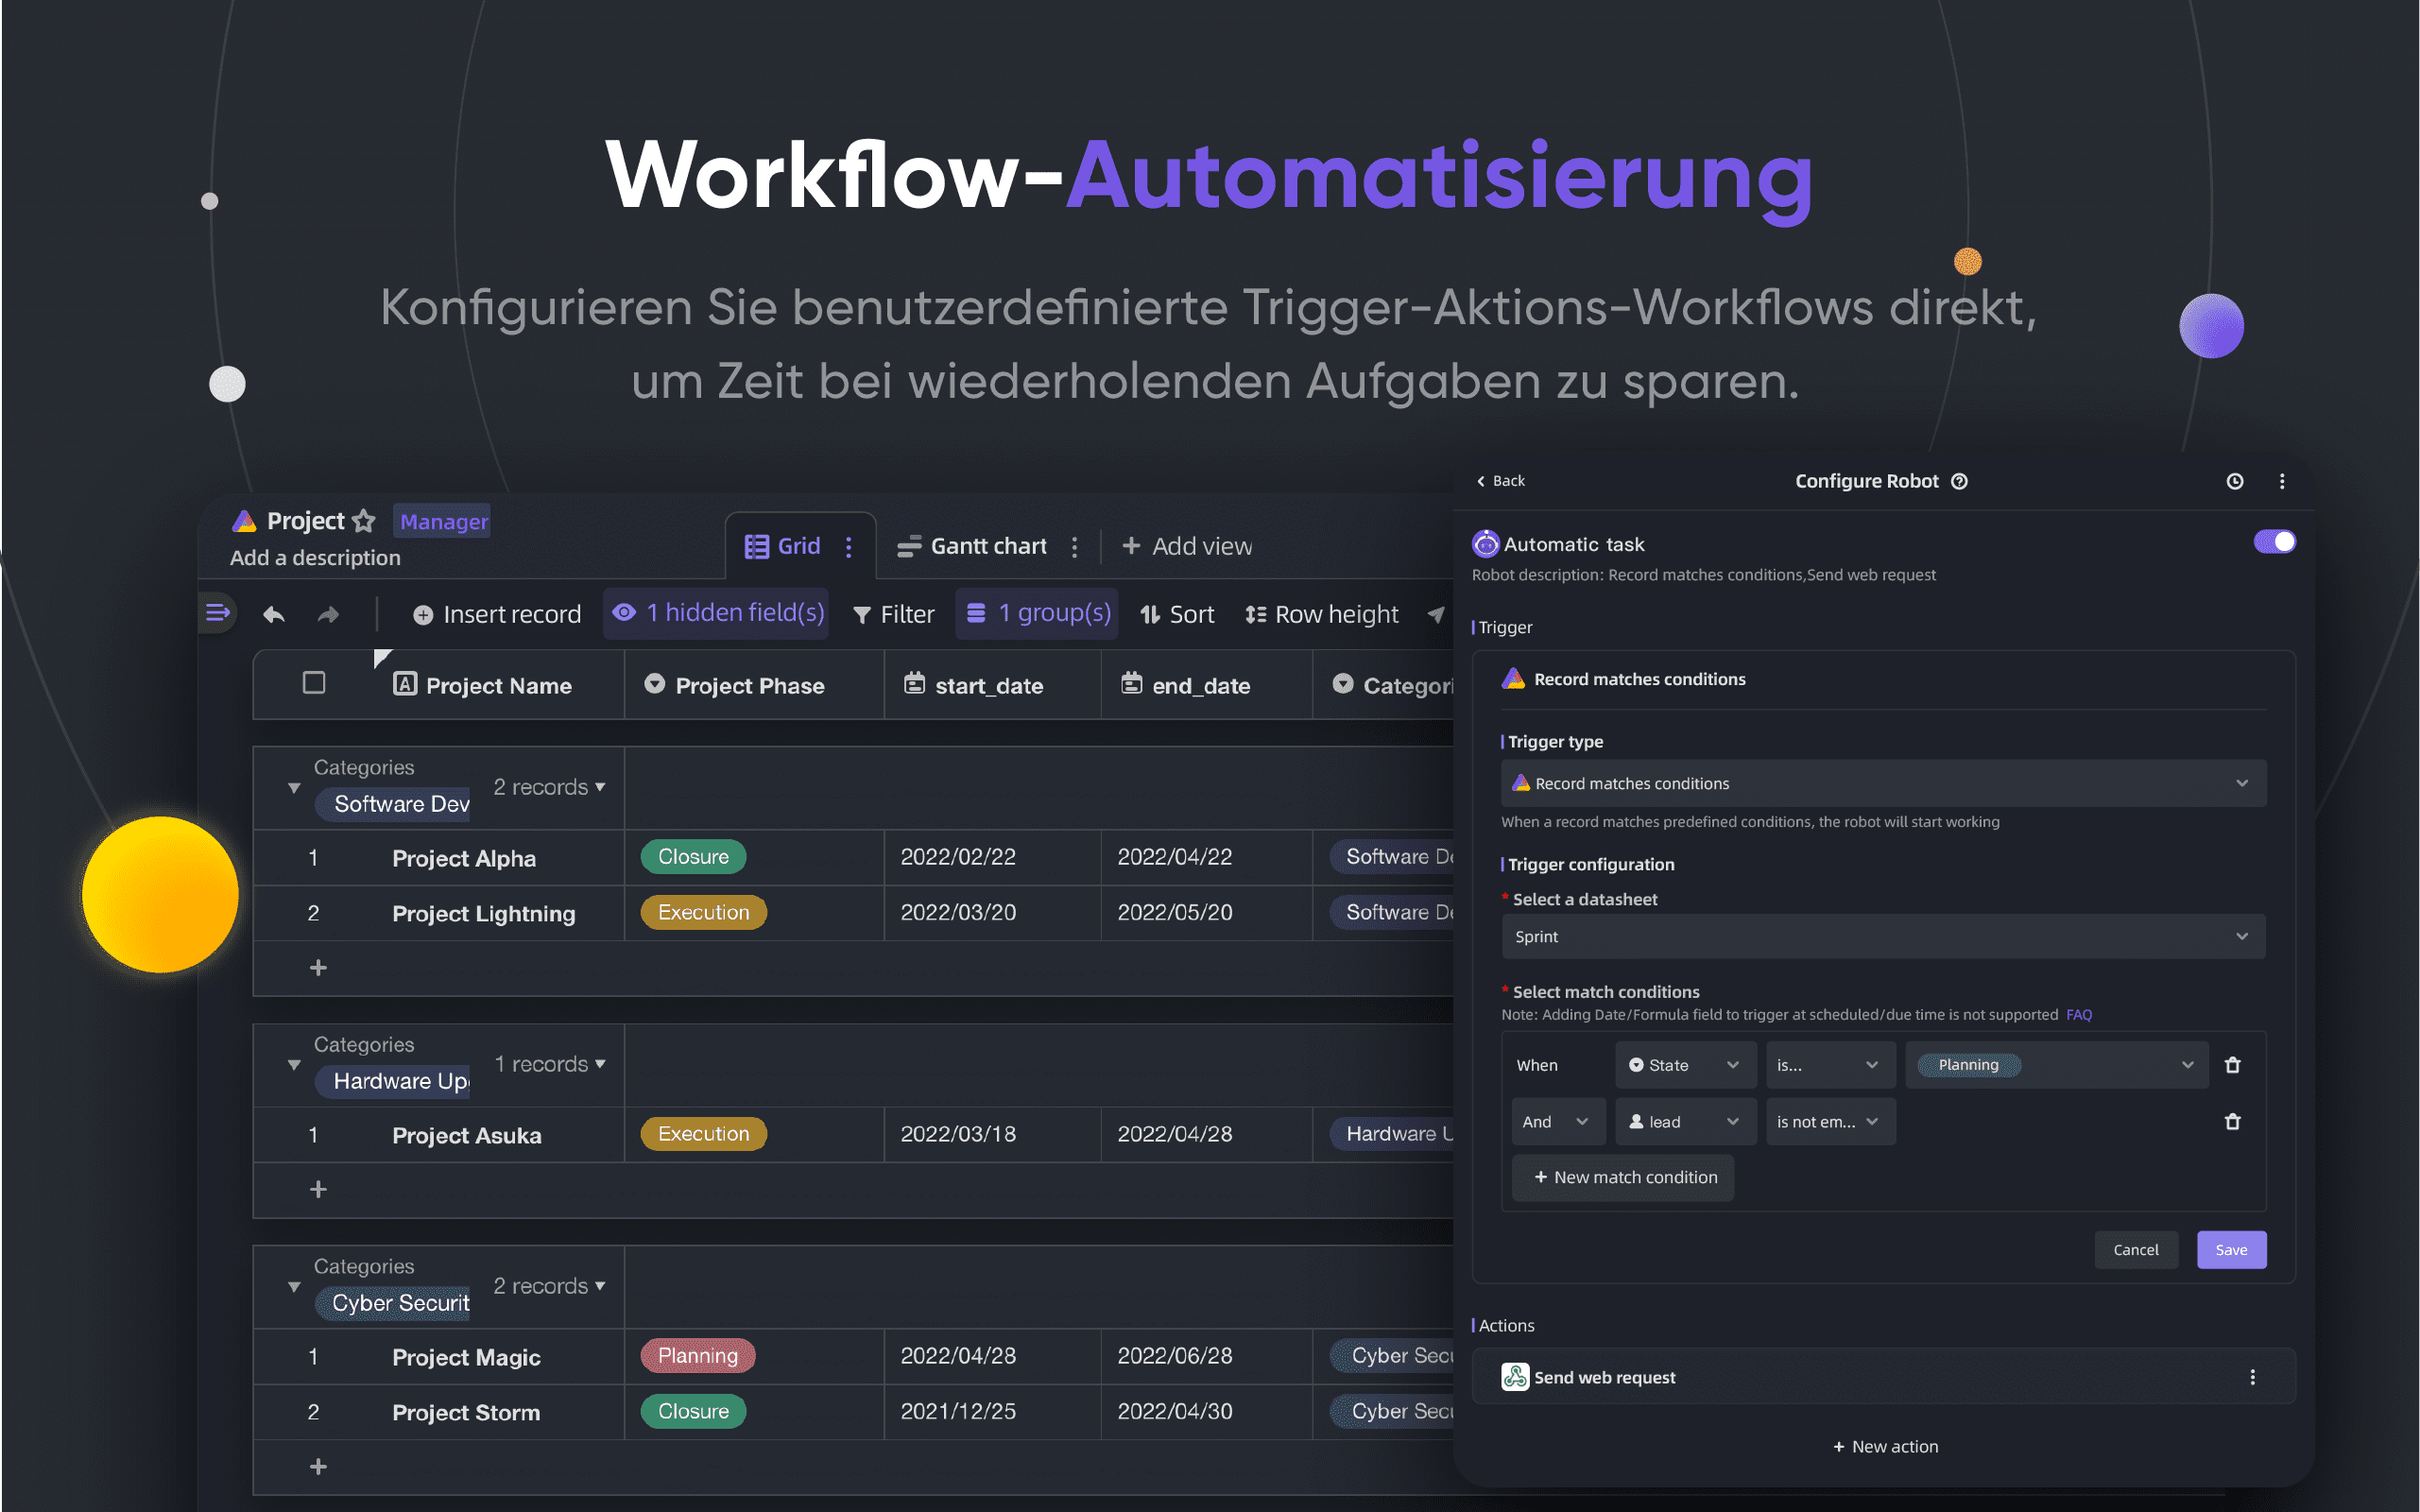 Workflow-Automatisierung
Konfigurieren Sie benutzerdefinierte Trigger-Aktions-Workflows direkt,
um Zeit bei wiederholenden Aufgaben zu sparen.
Project Manager
Add a description
Grid Gantt chart + Add view
Insert record 1 hidden field(s) Filter 1 group(s) Sort Row height
Project Name Project Phase start_date end_date Categori
Categories
Software Dev 2 records
1 Project Alpha Closure 2022/02/22 2022/04/22 Software De
2 Project Lightning Execution 2022/03/20 2022/05/20 Software De
+
Categories
Hardware Up 1 records
1 Project Asuka Execution 2022/03/18 2022/04/28 Hardware U
+
Categories
Cyber Securit 2 records
1 Project Magic Planning 2022/04/28 2022/06/28 Cyber Secu
2 Project Storm Closure 2021/12/25 2022/04/30 Cyber Secu
+
Back Configure Robot
Automatic task
Robot description: Record matches conditions,Send web request
Trigger
Record matches conditions
Trigger type
Record matches conditions
When a record matches predefined conditions, the robot will start working
Trigger configuration
* Select a datasheet
Sprint
* Select match conditions
Note: Adding Date/Formula field to trigger at scheduled/due time is not supported FAQ
When State is... Planning
And lead is not em...
+ New match condition
Cancel Save
Actions
Send web request
+ New action